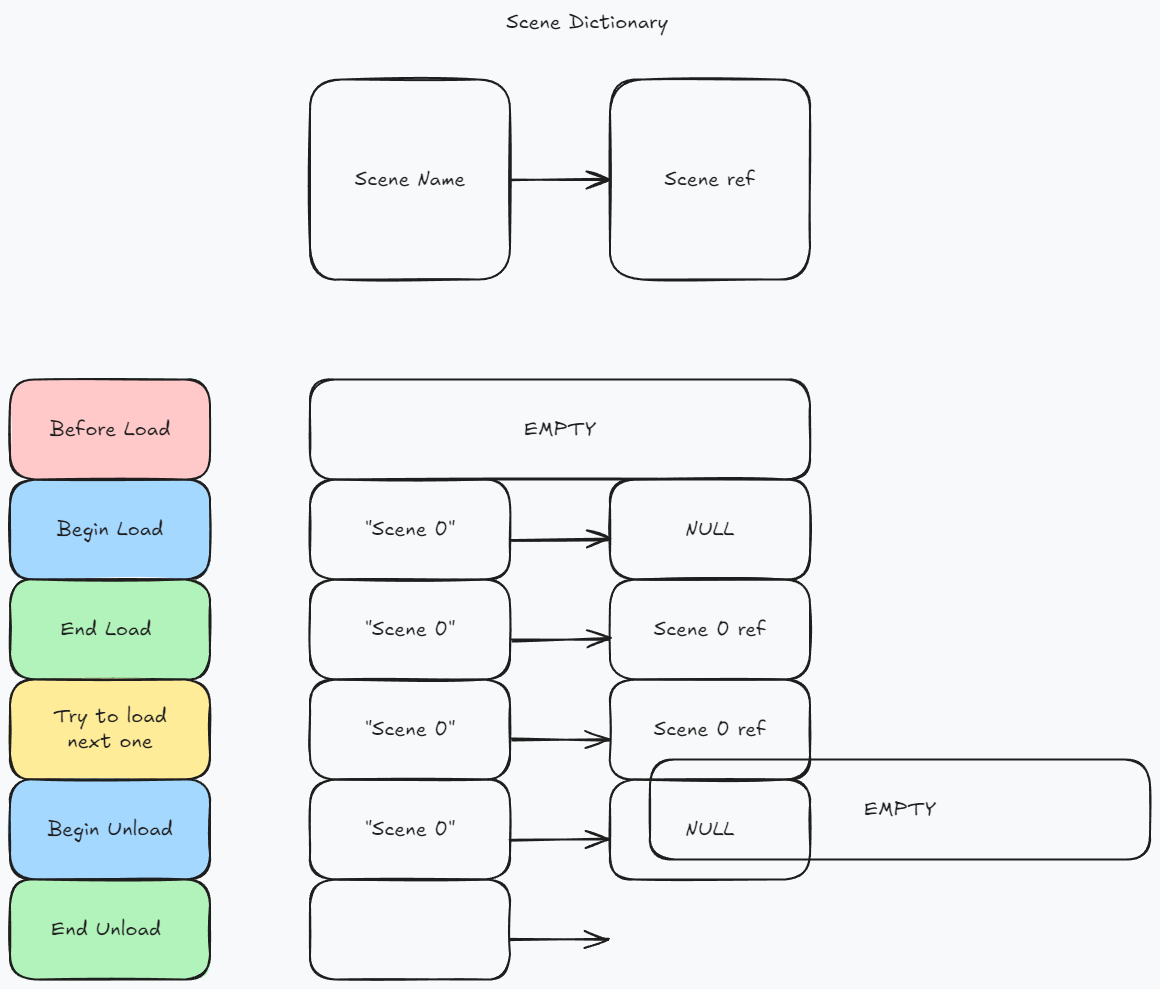 Scene Dictionary
Scene Name
Scene ref
Before Load
EMPTY
Begin Load
"Scene 0"
NULL
End Load
"Scene 0"
Scene 0 ref
Try to load
next one
"Scene 0"
Scene 0 ref
Begin Unload
"Scene 0"
NULL
EMPTY
End Unload